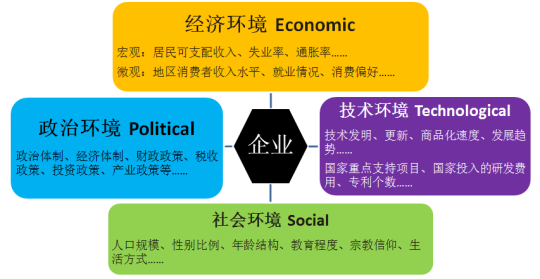 经济环境 Economic
宏观：居民可支配收入、失业率、通胀率……
微观：地区消费者收入水平、就业情况、消费偏好……
政治环境 Political
政治体制、经济体制、财政政策、税收
政策、投资政策、产业政策等……
企业
技术环境 Technological
技术发明、更新、商品化速度、发展趋
势……
国家重点支持项目、国家投入的研发费
用、专利个数……
社会环境 Social
人口规模、性别比例、年龄结构、教育程度、宗教信仰、生
活方式……